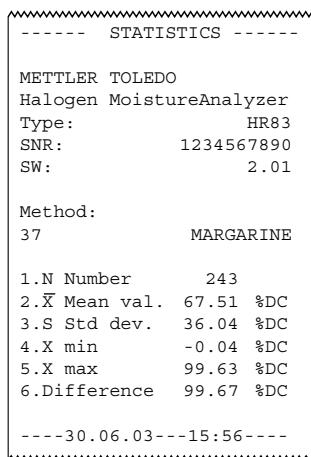 ------ STATISTICS ------
METTLER TOLEDO
Halogen MoistureAnalyzer
Type: HR83
SNR: 1234567890
SW: 2.01
Method:
37 MARGARINE
1.N Number 243
2.X̅ Mean val. 67.51 %DC
3.S Std dev. 36.04 %DC
4.X min -0.04 %DC
5.X max 99.63 %DC
6.Difference 99.67 %DC
----30.06.03---15:56----